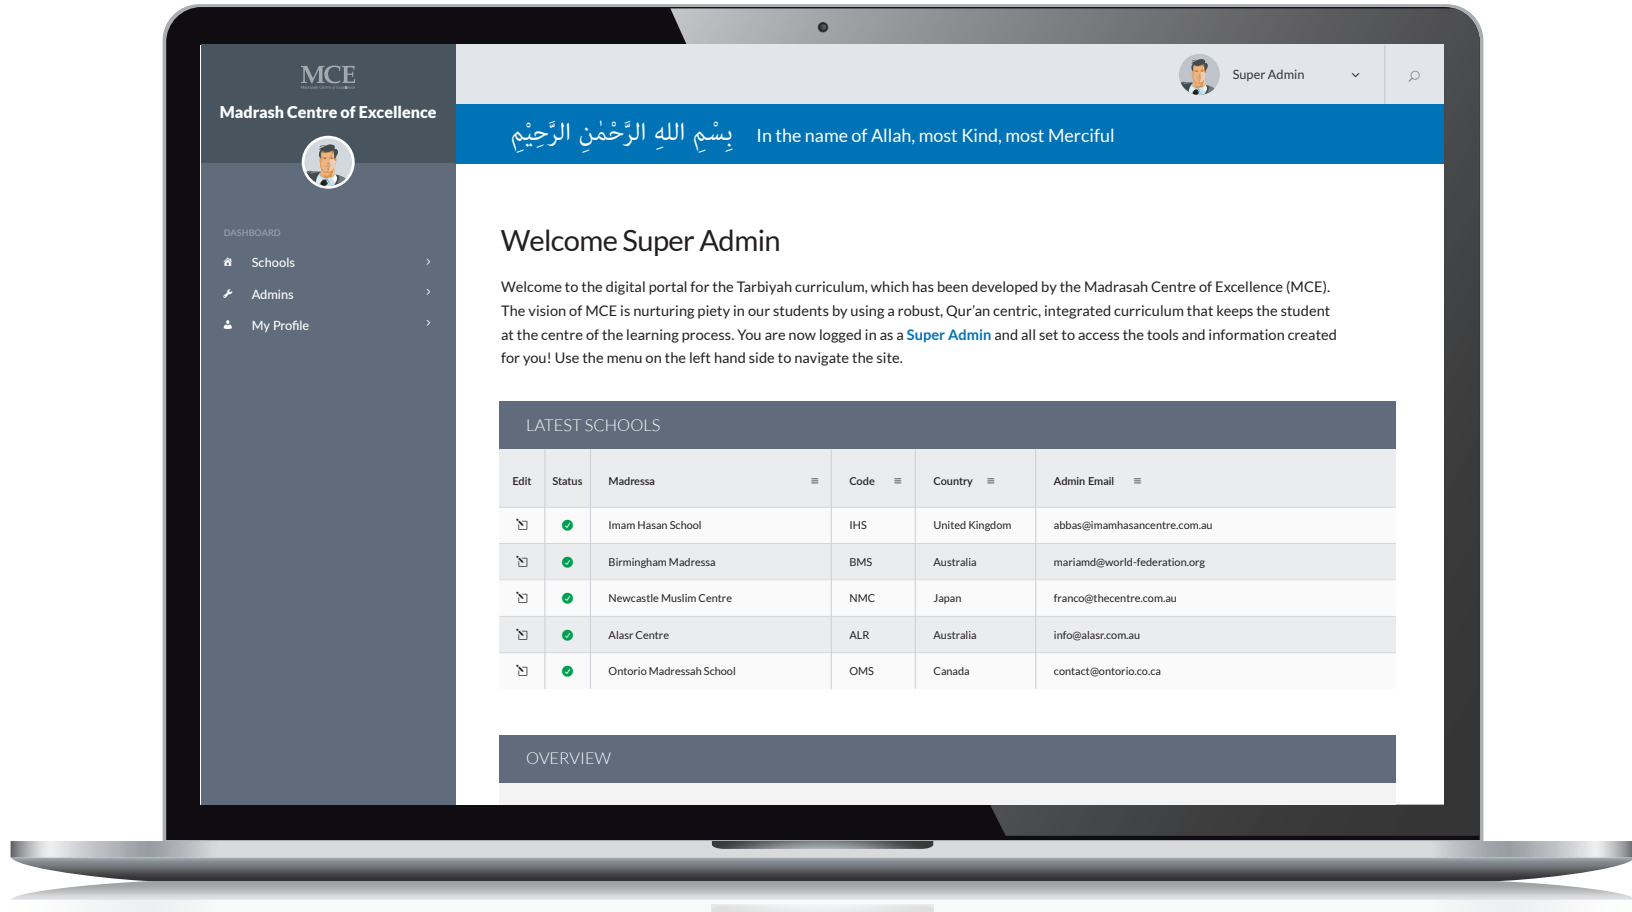 MCE
Madrash Centre of Excellence
Super Admin
بِسْمِ اللهِ الرَّحْمٰنِ الرَّحِيْمِ In the name of Allah, most Kind, most Merciful
DASHBOARD
Schools
Admins
My Profile
Welcome Super Admin
Welcome to the digital portal for the Tarbiyah curriculum, which has been developed by the Madrasah Centre of Excellence (MCE).
The vision of MCE is nurturing piety in our students by using a robust, Qur’an centric, integrated curriculum that keeps the student
at the centre of the learning process. You are now logged in as a Super Admin and all set to access the tools and information created
for you! Use the menu on the left hand side to navigate the site.
LATEST SCHOOLS
Edit Status Madressa Code Country Admin Email
Imam Hasan School IHS United Kingdom abbas@imamhasancentre.com.au
Birmingham Madressa BMS Australia mariamd@world-federation.org
Newcastle Muslim Centre NMC Japan franco@thecentre.com.au
Alasr Centre ALR Australia info@alasr.com.au
Ontorio Madressah School OMS Canada contact@ontorio.co.ca
OVERVIEW